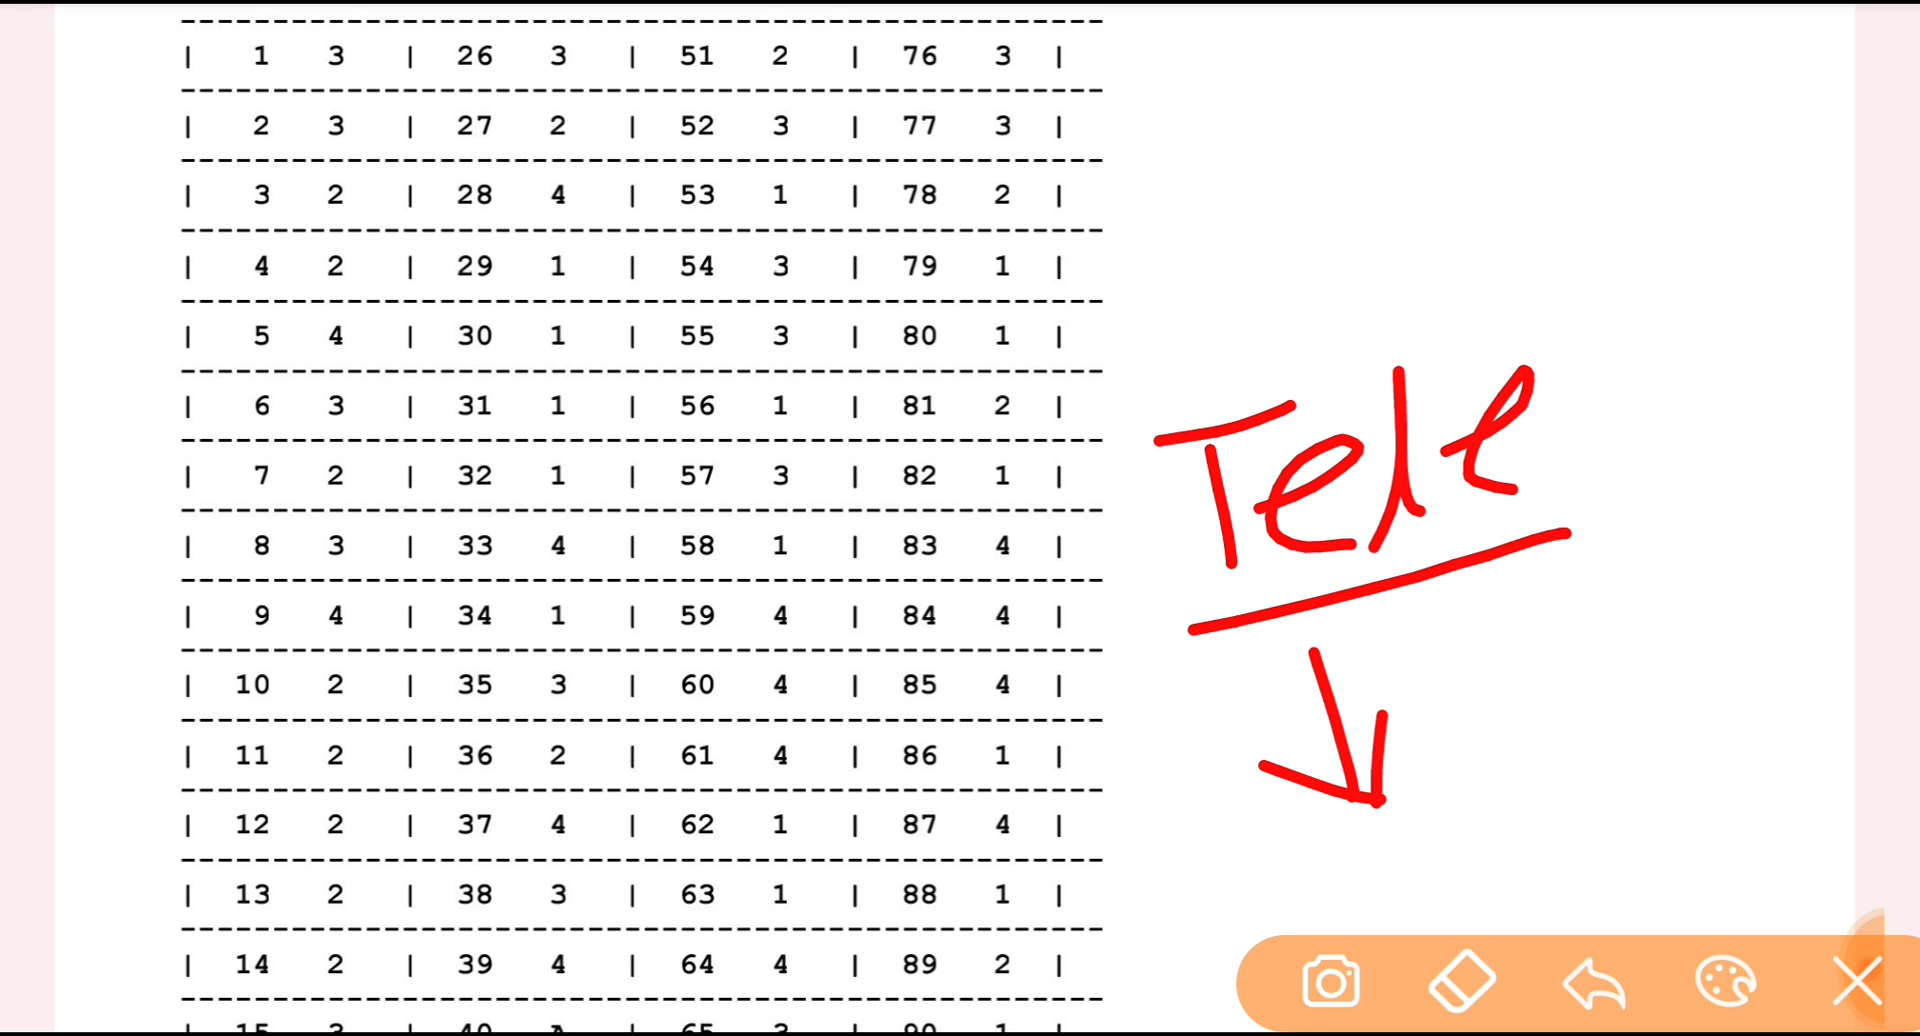 | 1 3 | 26 3 | 51 2 | 76 3 |
| 2 3 | 27 2 | 52 3 | 77 3 |
| 3 2 | 28 4 | 53 1 | 78 2 |
| 4 2 | 29 1 | 54 3 | 79 1 |
| 5 4 | 30 1 | 55 3 | 80 1 |
| 6 3 | 31 1 | 56 1 | 81 2 |
| 7 2 | 32 1 | 57 3 | 82 1 |
| 8 3 | 33 4 | 58 1 | 83 4 |
| 9 4 | 34 1 | 59 4 | 84 4 |
| 10 2 | 35 3 | 60 4 | 85 4 |
| 11 2 | 36 2 | 61 4 | 86 1 |
| 12 2 | 37 4 | 62 1 | 87 4 |
| 13 2 | 38 3 | 63 1 | 88 1 |
| 14 2 | 39 4 | 64 4 | 89 2 |
Tele